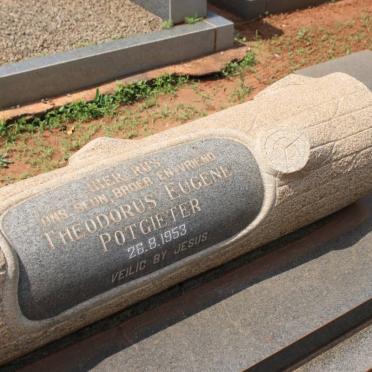 HIER RUS
ONS SEUN, BROER EN VRIEND
THEODORUS EUGENE
POTGIETER
26.8.1953
VEILIG BY JESUS